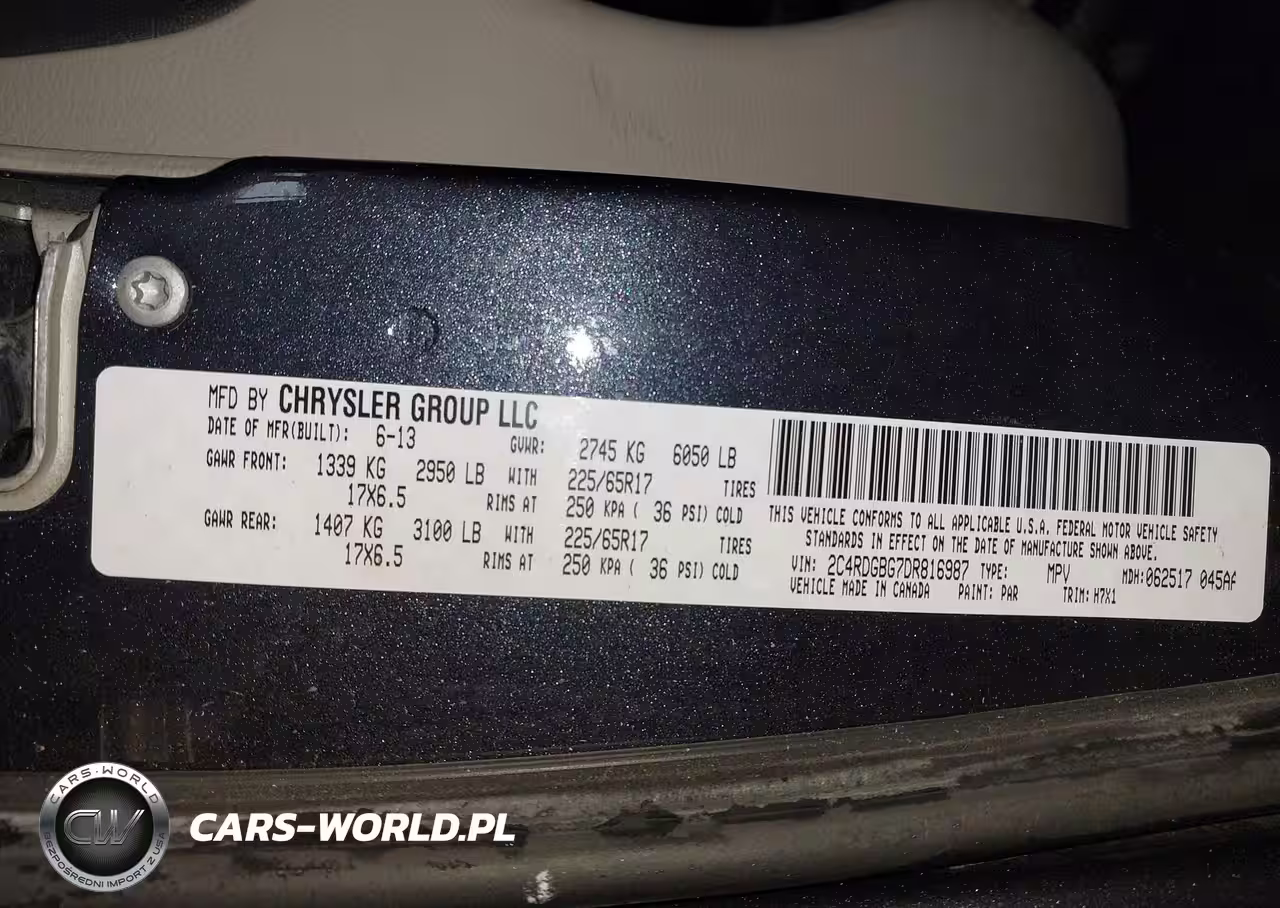 MFD BY CHRYSLER GROUP LLC
DATE OF MFR(BUILT): 6-13 GVWR: 2745 KG 6050 LB
GAWR FRONT: 1339 KG 2950 LB WITH 225/65R17 TIRES
17X6.5 RIMS AT 250 KPA ( 36 PSI) COLD
GAWR REAR: 1407 KG 3100 LB WITH 225/65R17 TIRES
17X6.5 RIMS AT 250 KPA ( 36 PSI) COLD
THIS VEHICLE CONFORMS TO ALL APPLICABLE U.S.A. FEDERAL MOTOR VEHICLE SAFETY
STANDARDS IN EFFECT ON THE DATE OF MANUFACTURE SHOWN ABOVE.
VIN: 2C4RDGBG7DR816987 TYPE: MPV MDH:062517 045AA
VEHICLE MADE IN CANADA PAINT: PAR TRIM: H7X1
CARS-WORLD
CW
BEZPOŚREDNI IMPORT Z USA
CARS-WORLD.PL